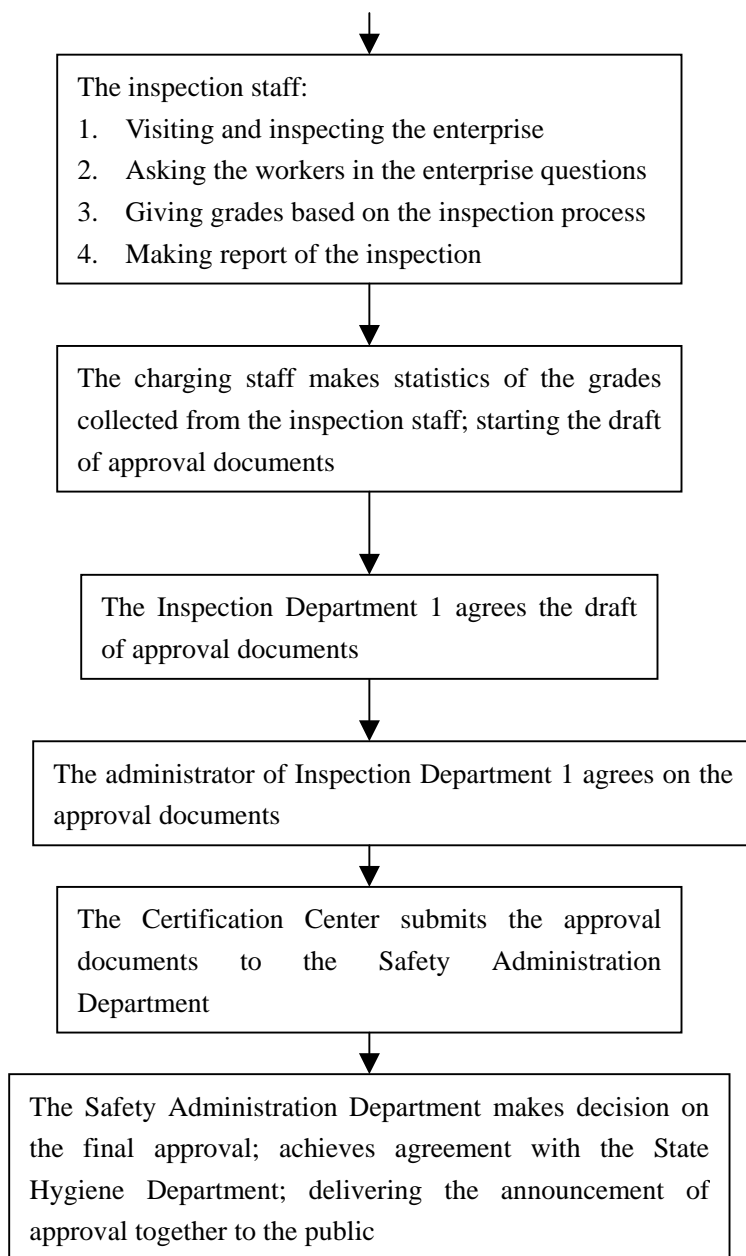 The inspection staff:
1. Visiting and inspecting the enterprise
2. Asking the workers in the enterprise questions
3. Giving grades based on the inspection process
4. Making report of the inspection
The charging staff makes statistics of the grades
collected from the inspection staff; starting the draft
of approval documents
The Inspection Department 1 agrees the draft
of approval documents
The administrator of Inspection Department 1 agrees on the
approval documents
The Certification Center submits the approval
documents to the Safety Administration
Department
The Safety Administration Department makes decision on
the final approval; achieves agreement with the State
Hygiene Department; delivering the announcement of
approval together to the public